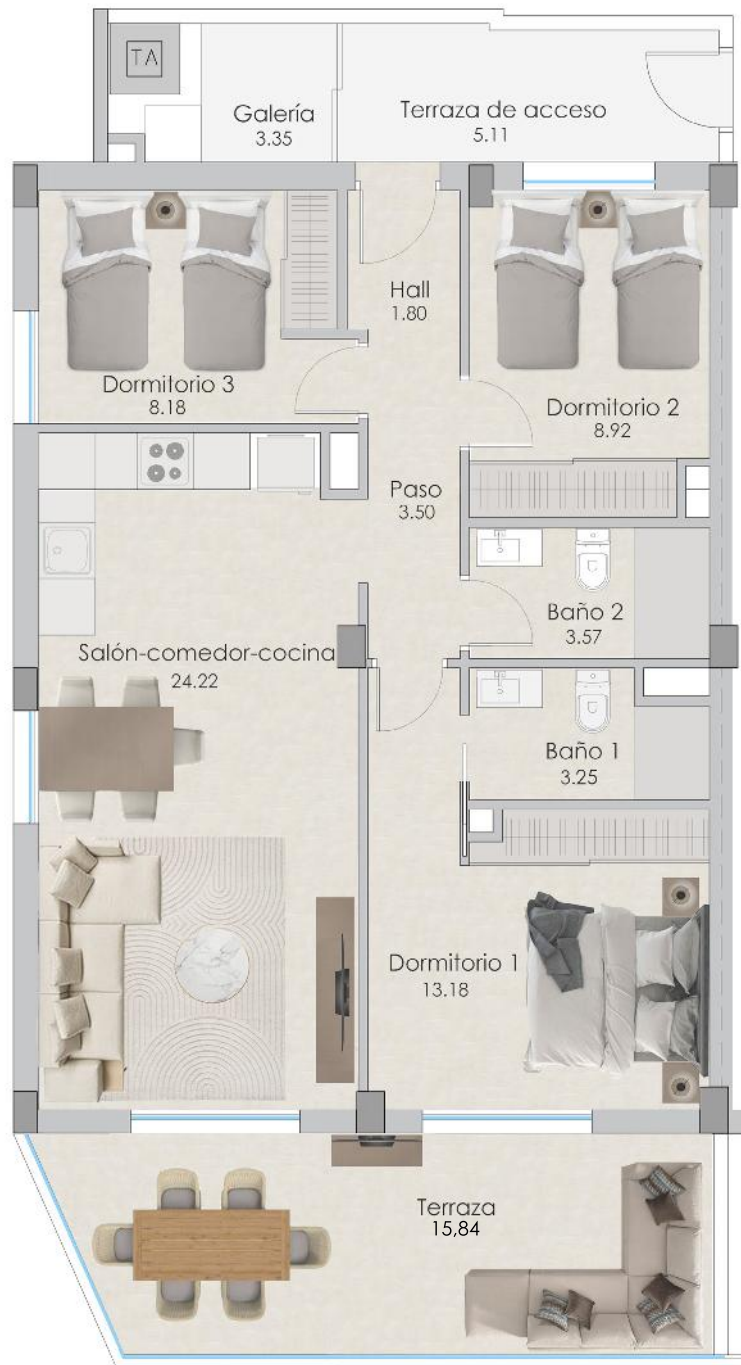 TA
Galería
3.35
Terraza de acceso
5.11
Hall
1.80
Dormitorio 3
8.18
Dormitorio 2
8.92
Paso
3.50
Baño 2
3.57
Salón-comedor-cocina
24.22
Baño 1
3.25
Dormitorio 1
13.18
Terraza
15,84